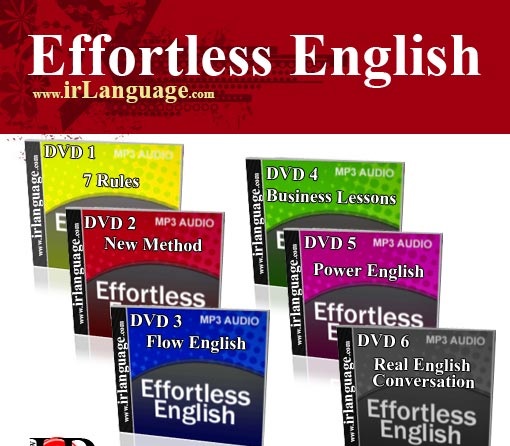 Effortless English
www.irLanguage.com
DVD 1
MP3 AUDIO
7 Rules
www.irlanguage.com
DVD 2
MP3 AUDIO
New Method
Effortless
www.irlanguage.com
DVD 3
MP3 AUDIO
Flow English
Effortless
English
www.irlanguage.com
DVD 4
MP3 AUDIO
Business Lessons
www.irlanguage.com
DVD 5
MP3 AUDIO
Power English
Effortless
www.irlanguage.com
DVD 6
MP3 AUDIO
Real English
Conversation
Effortless
English
www.irlanguage.com